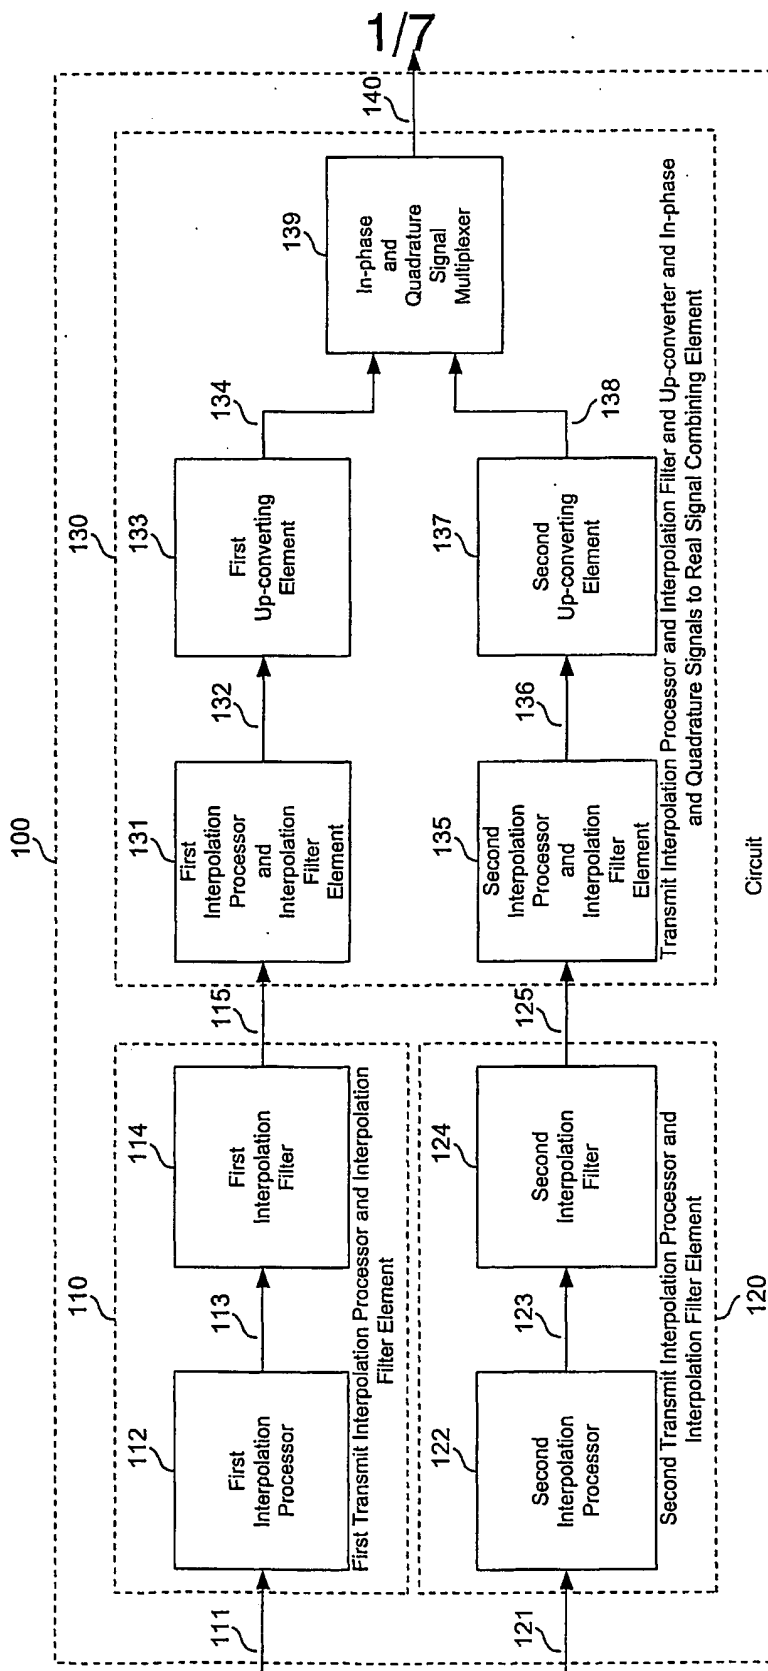 1/7
100
110
111
112
First
Interpolation
Processor
113
114
First
Interpolation
Filter
First Transmit Interpolation Processor and Interpolation
Filter Element
115
121
122
Second
Interpolation
Processor
123
124
Second
Interpolation
Filter
Second Transmit Interpolation Processor and
Interpolation Filter Element
120
125
130
131
First
Interpolation
Processor
and
Interpolation
Filter
Element
132
133
First
Up-converting
Element
134
135
Second
Interpolation
Processor
and
Interpolation
Filter
Element
136
137
Second
Up-converting
Element
138
139
In-phase
and
Quadrature
Signal
Multiplexer
140
Transmit Interpolation Processor and Interpolation Filter and Up-converter and In-phase
and Quadrature Signals to Real Signal Combining Element
Circuit